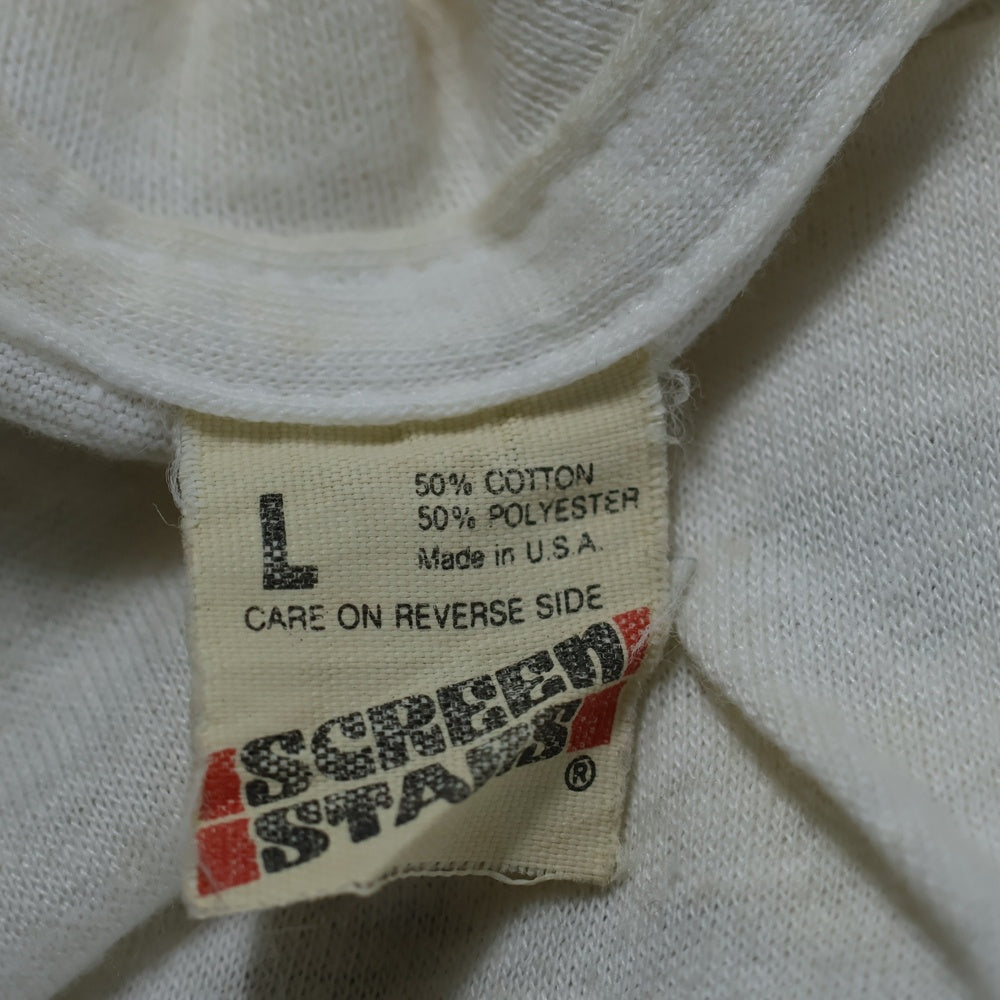 L
50% COTTON
50% POLYESTER
Made in U.S.A.
CARE ON REVERSE SIDE
SCREEN
STARS
®